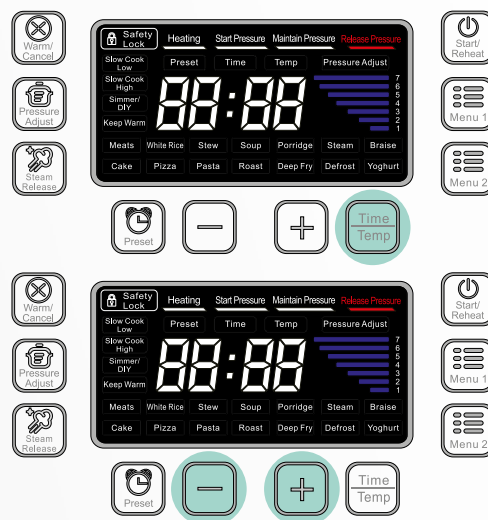 Warm/
Cancel
Pressure
Adjust
Steam
Release
Safety
Lock
Heating Start Pressure Maintain Pressure Release Pressure
Slow Cook
Low
Preset Time Temp Pressure Adjust
Slow Cook
High
Simmer/
DIY
Keep Warm
88:88
7
6
5
4
3
2
1
Meats White Rice Stew Soup Porridge Steam Braise
Cake Pizza Pasta Roast Deep Fry Defrost Yoghurt
Start/
Reheat
Menu 1
Menu 2
Preset
−
+
Time
Temp
Warm/
Cancel
Pressure
Adjust
Steam
Release
Safety
Lock
Heating Start Pressure Maintain Pressure Release Pressure
Slow Cook
Low
Preset Time Temp Pressure Adjust
Slow Cook
High
Simmer/
DIY
Keep Warm
88:88
7
6
5
4
3
2
1
Meats White Rice Stew Soup Porridge Steam Braise
Cake Pizza Pasta Roast Deep Fry Defrost Yoghurt
Start/
Reheat
Menu 1
Menu 2
Preset
−
+
Time
Temp